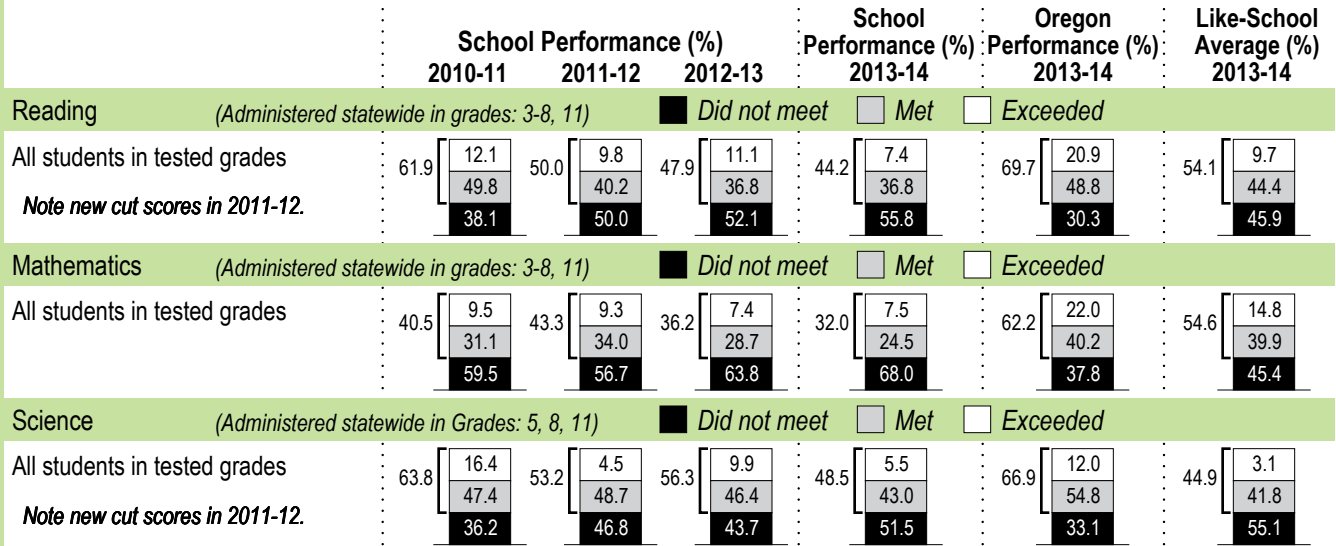 School Performance (%)
School Performance (%)
Oregon Performance (%)
Like-School Average (%)
2010-11 2011-12 2012-13 2013-14 2013-14 2013-14
Reading (Administered statewide in grades: 3-8, 11) Did not meet Met Exceeded
All students in tested grades
Note new cut scores in 2011-12.
61.9 12.1 49.8 38.1
50.0 9.8 40.2 50.0
47.9 11.1 36.8 52.1
44.2 7.4 36.8 55.8
69.7 20.9 48.8 30.3
54.1 9.7 44.4 45.9
Mathematics (Administered statewide in grades: 3-8, 11) Did not meet Met Exceeded
All students in tested grades
40.5 9.5 31.1 59.5
43.3 9.3 34.0 56.7
36.2 7.4 28.7 63.8
32.0 7.5 24.5 68.0
62.2 22.0 40.2 37.8
54.6 14.8 39.9 45.4
Science (Administered statewide in Grades: 5, 8, 11) Did not meet Met Exceeded
All students in tested grades
Note new cut scores in 2011-12.
63.8 16.4 47.4 36.2
53.2 4.5 48.7 46.8
56.3 9.9 46.4 43.7
48.5 5.5 43.0 51.5
66.9 12.0 54.8 33.1
44.9 3.1 41.8 55.1